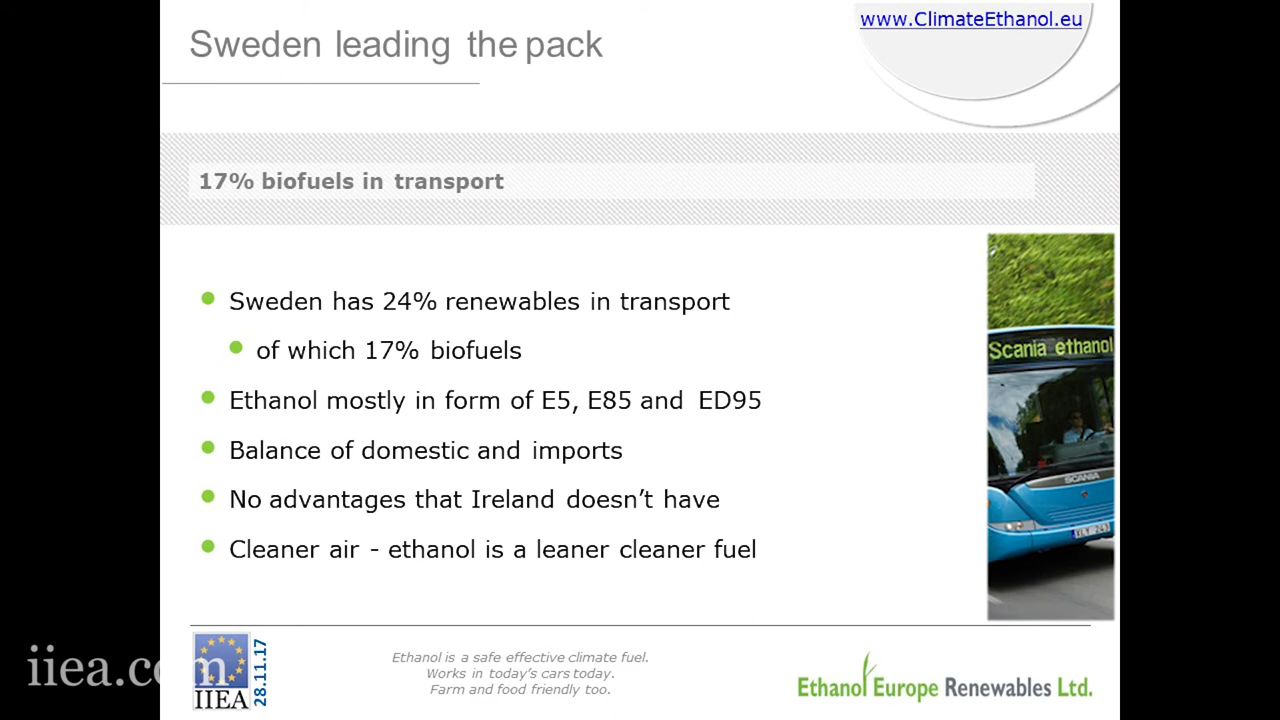 www.ClimateEthanol.eu
Sweden leading the pack
17% biofuels in transport
Sweden has 24% renewables in transport
of which 17% biofuels
Ethanol mostly in form of E5, E85 and ED95
Balance of domestic and imports
No advantages that Ireland doesn't have
Cleaner air - ethanol is a leaner cleaner fuel
Scania ethanol
SCANIA
iiea.com
IIEA
28.11.17
Ethanol is a safe effective climate fuel.
Works in today's cars today.
Farm and food friendly too.
Ethanol Europe Renewables Ltd.